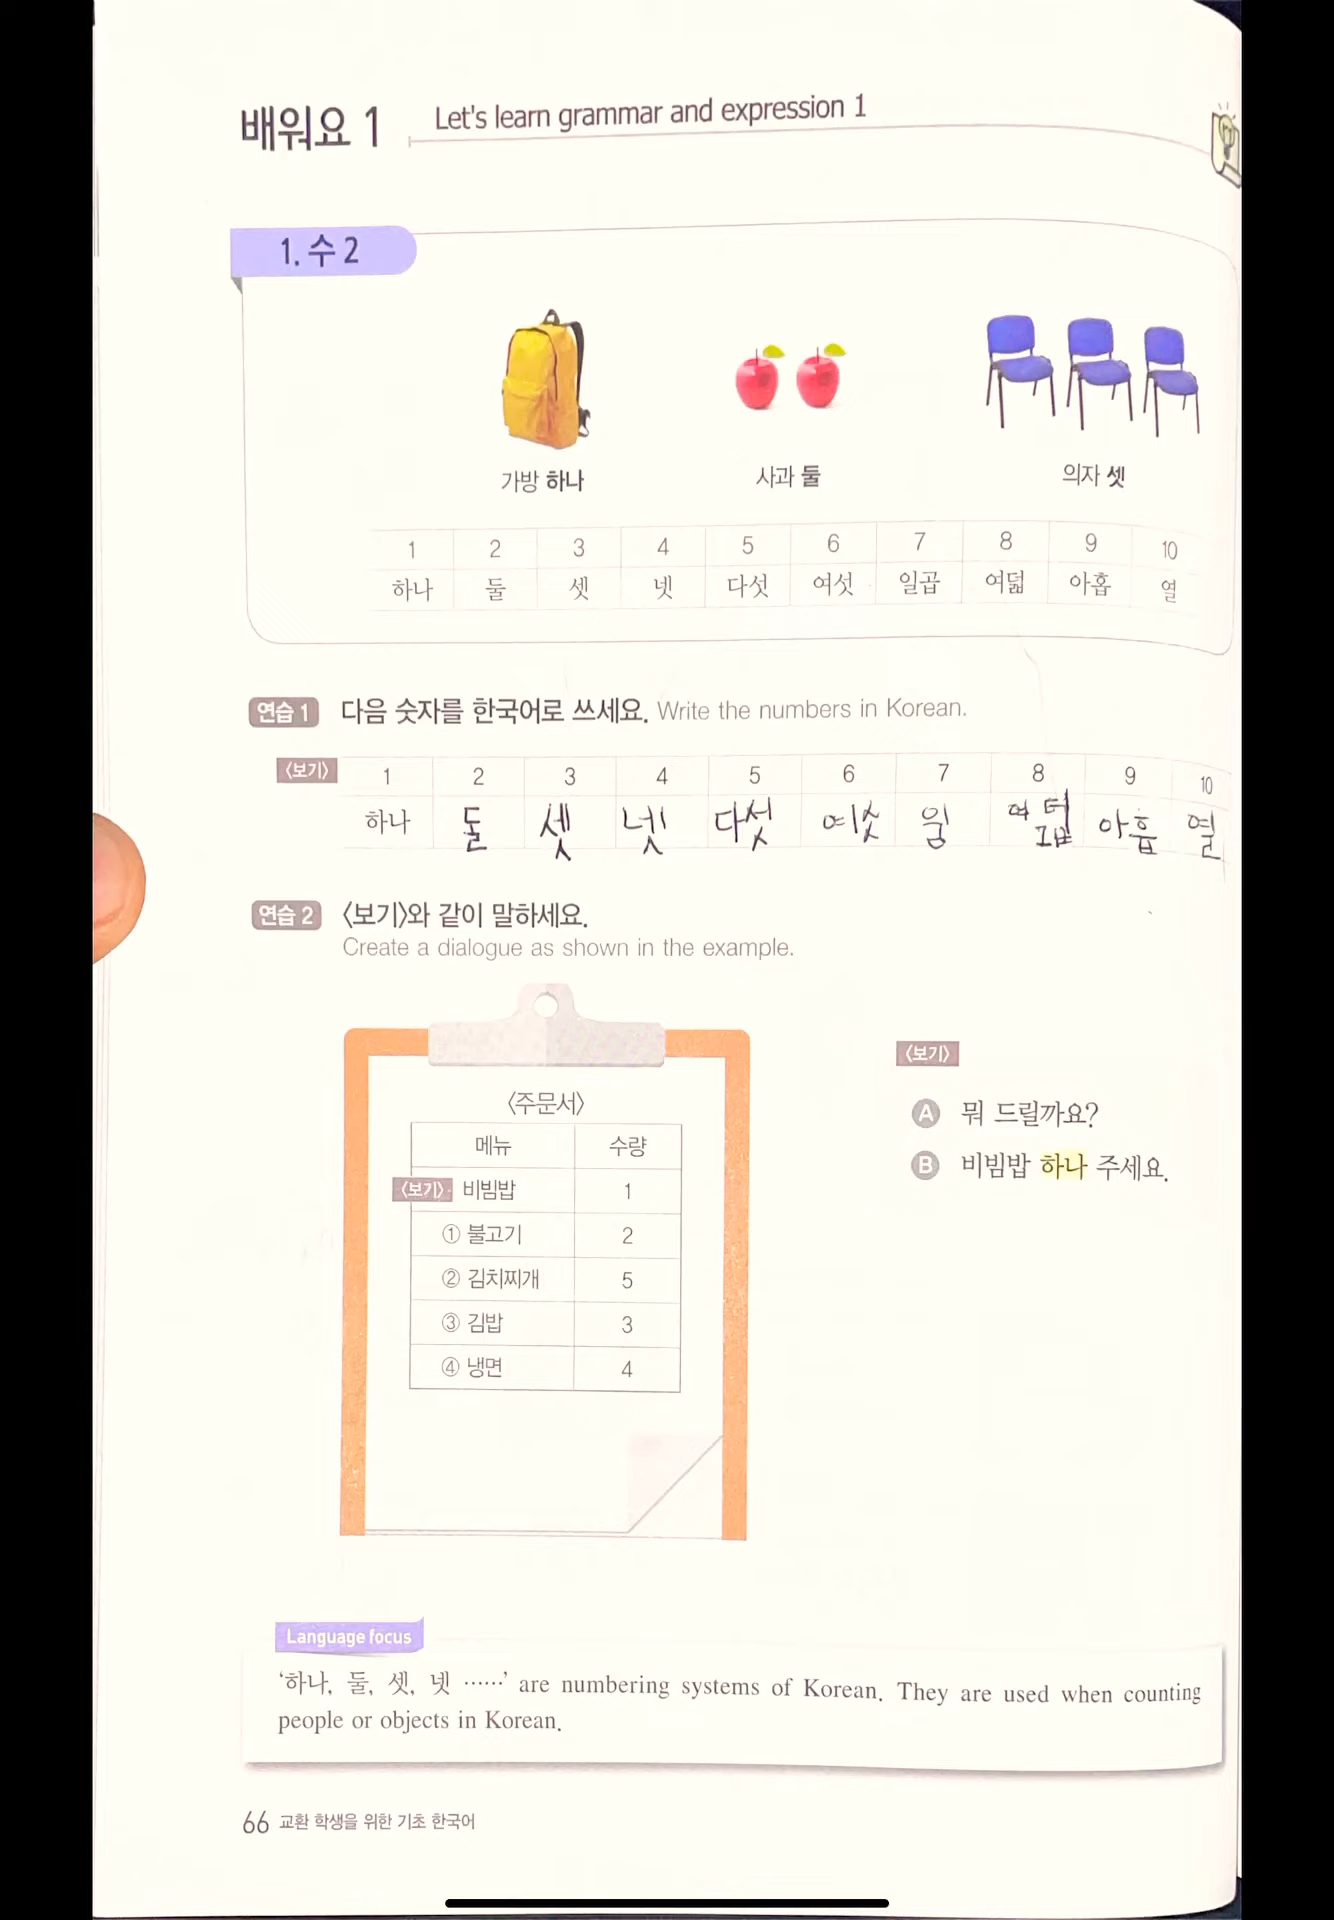 배워요 1 Let's learn grammar and expression 1
1. 수 2
가방 하나 사과 둘 의자 셋
1 2 3 4 5 6 7 8 9 10
하나 둘 셋 넷 다섯 여섯 일곱 여덟 아홉 열
연습 1 다음 숫자를 한국어로 쓰세요. Write the numbers in Korean.
〈보기〉 1 2 3 4 5 6 7 8 9 10
하나 둘 셋 넷 다섯 아홉 열
연습 2 〈보기〉와 같이 말하세요.
Create a dialogue as shown in the example.
〈주문서〉
메뉴 수량
〈보기〉 비빔밥 1
① 불고기 2
② 김치찌개 5
③ 김밥 3
④ 냉면 4
〈보기〉
A 뭐 드릴까요?
B 비빔밥 하나 주세요.
Language focus
'하나, 둘, 셋, 넷 ……' are numbering systems of Korean. They are used when counting
people or objects in Korean.
66 교환 학생을 위한 기초 한국어